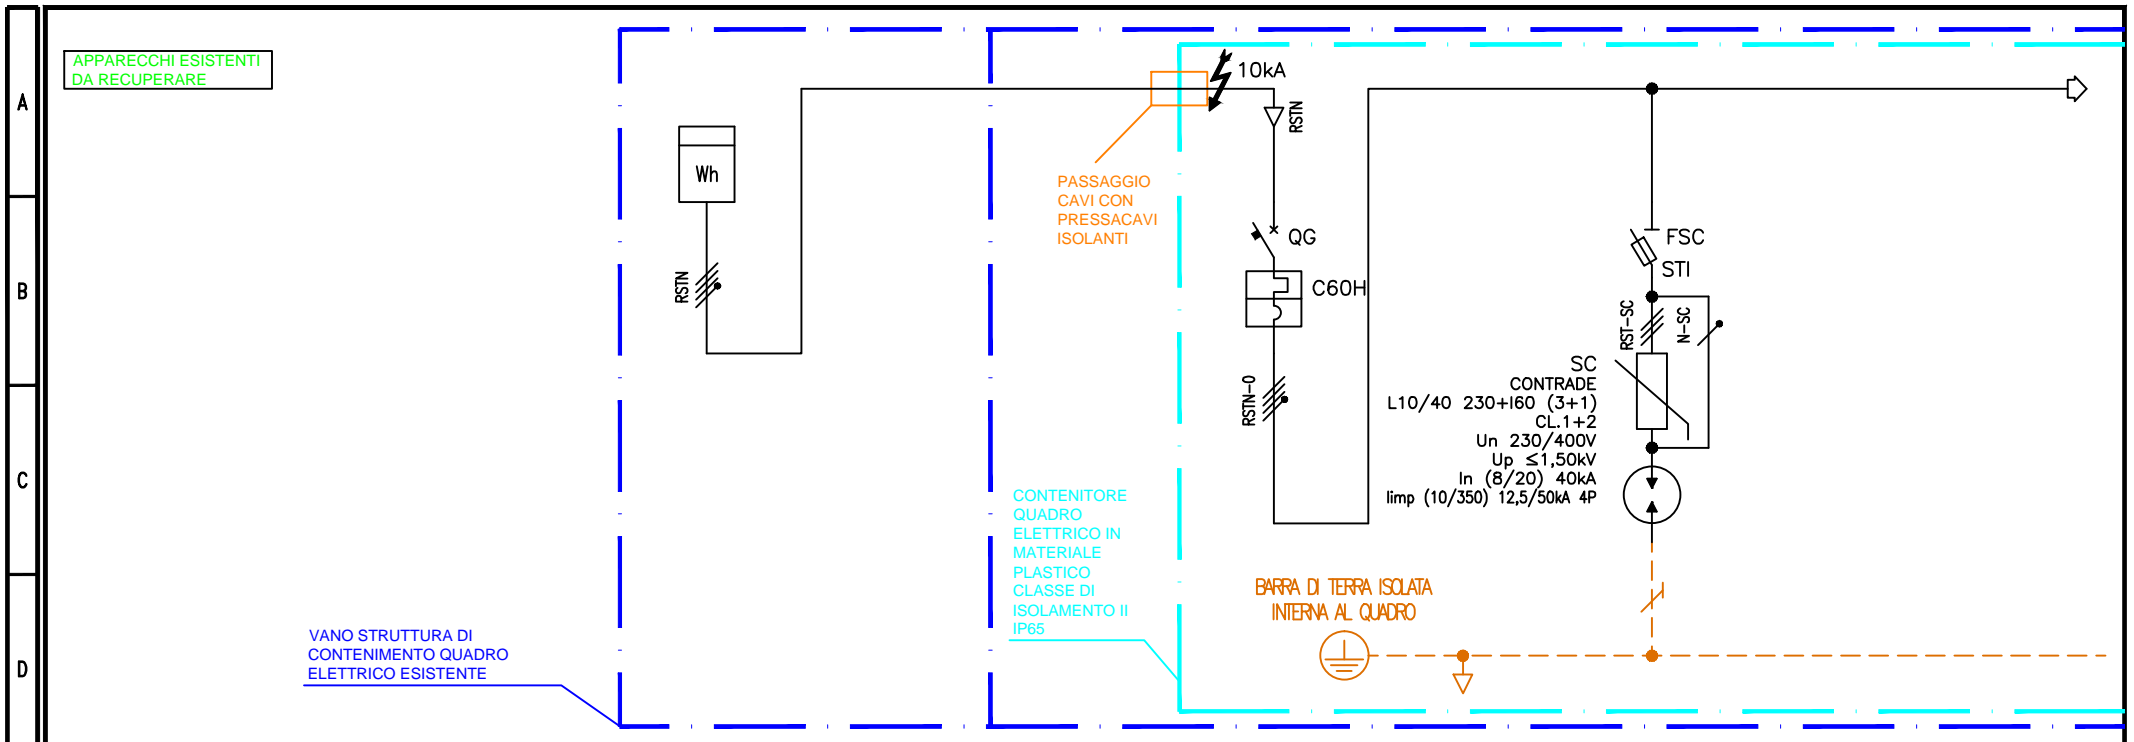 APPARECCHI ESISTENTI
DA RECUPERARE
A
B
C
D
10kA
RSTN
Wh
PASSAGGIO
CAVI CON
PRESSACAVI
ISOLANTI
QG
C60H
RSTN
RSTN-0
FSC
STI
RST-SC
N-SC
SC
CONTRADE
L10/40 230+I60 (3+1)
CL.1+2
Un 230/400V
Up ≤1,50kV
In (8/20) 40kA
Iimp (10/350) 12,5/50kA 4P
CONTENITORE
QUADRO
ELETTRICO IN
MATERIALE
PLASTICO
CLASSE DI
ISOLAMENTO II
IP65
BARRA DI TERRA ISOLATA
INTERNA AL QUADRO
VANO STRUTTURA DI
CONTENIMENTO QUADRO
ELETTRICO ESISTENTE